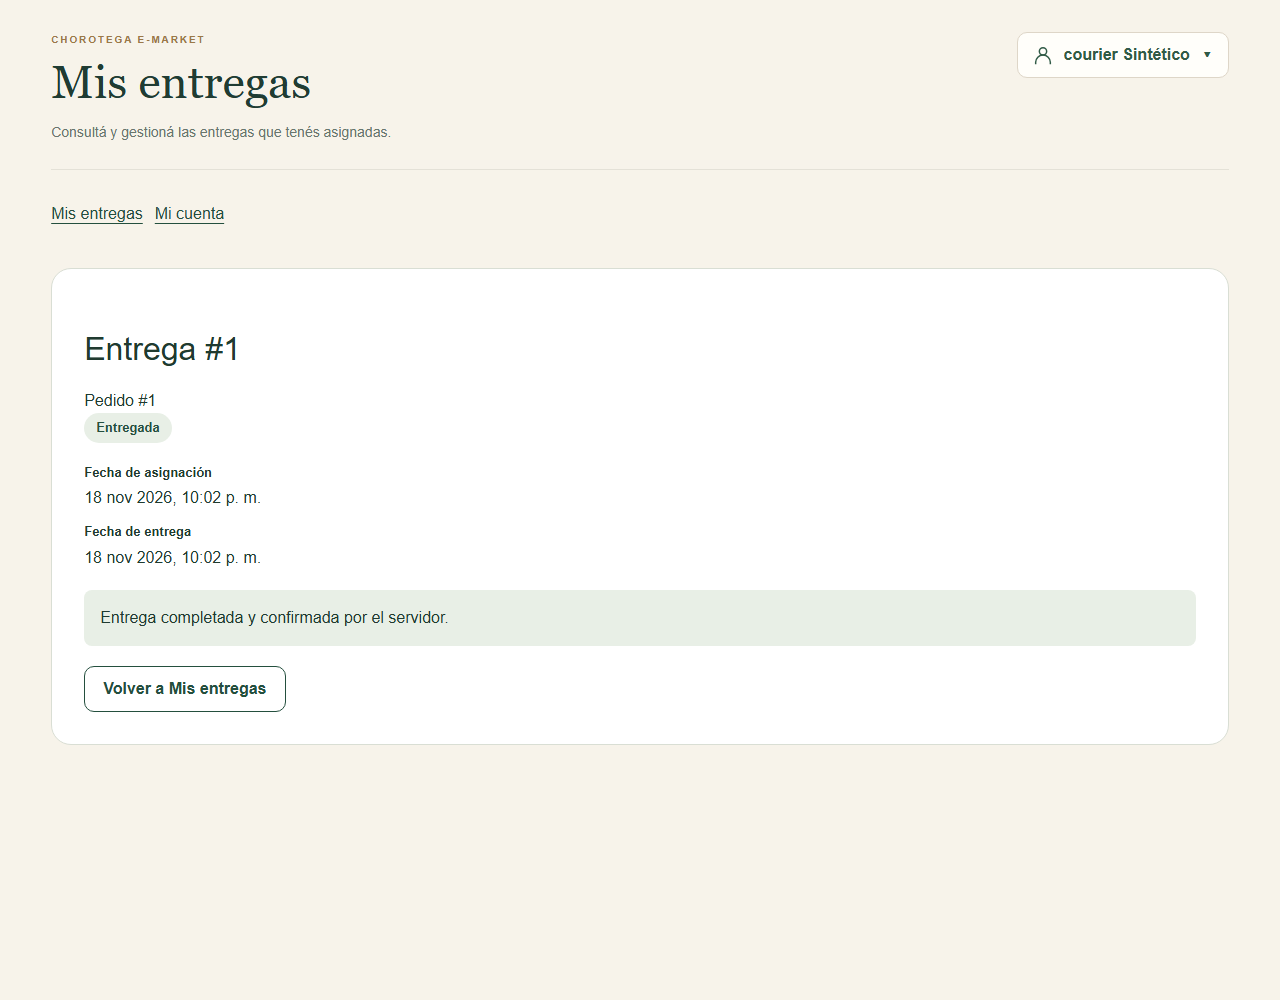 CHOROTEGA E-MARKET
Mis entregas
Consultá y gestioná las entregas que tenés asignadas.
courier Sintético
Mis entregas Mi cuenta
Entrega #1
Pedido #1
Entregada
Fecha de asignación
18 nov 2026, 10:02 p. m.
Fecha de entrega
18 nov 2026, 10:02 p. m.
Entrega completada y confirmada por el servidor.
Volver a Mis entregas